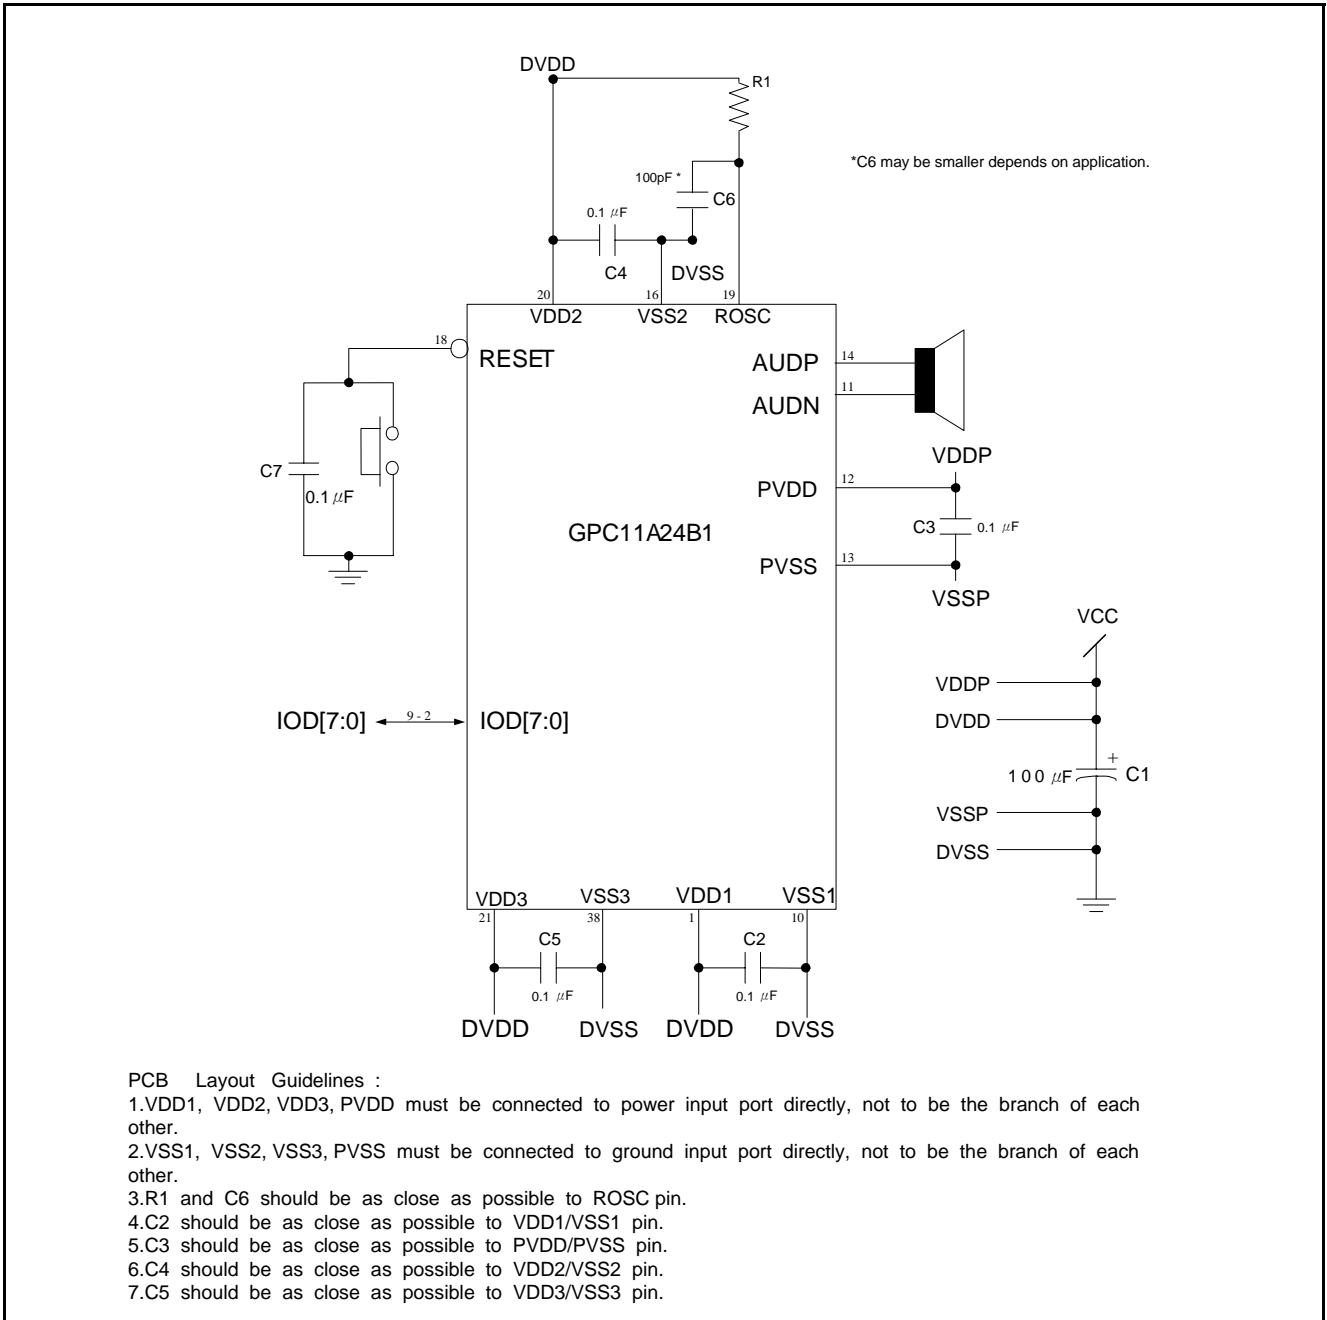 DVDD
R1
*C6 may be smaller depends on application.
100pF *
C6
0.1 μF
C4
DVSS
20
16
19
VDD2
VSS2
ROSC
18
RESET
AUDP
14
AUDN
11
C7
0.1 μF
VDDP
PVDD
12
C3
0.1 μF
GPC11A24B1
PVSS
13
VSSP
VCC
VDDP
DVDD
IOD[7:0]
9 - 2
IOD[7:0]
+
100 μF
C1
VSSP
DVSS
VDD3
VSS3
VDD1
VSS1
21
38
1
10
C5
C2
0.1 μF
0.1 μF
DVDD
DVSS
DVDD
DVSS
PCB Layout Guidelines :
1.VDD1, VDD2, VDD3, PVDD must be connected to power input port directly, not to be the branch of each
other.
2.VSS1, VSS2, VSS3, PVSS must be connected to ground input port directly, not to be the branch of each
other.
3.R1 and C6 should be as close as possible to ROSC pin.
4.C2 should be as close as possible to VDD1/VSS1 pin.
5.C3 should be as close as possible to PVDD/PVSS pin.
6.C4 should be as close as possible to VDD2/VSS2 pin.
7.C5 should be as close as possible to VDD3/VSS3 pin.